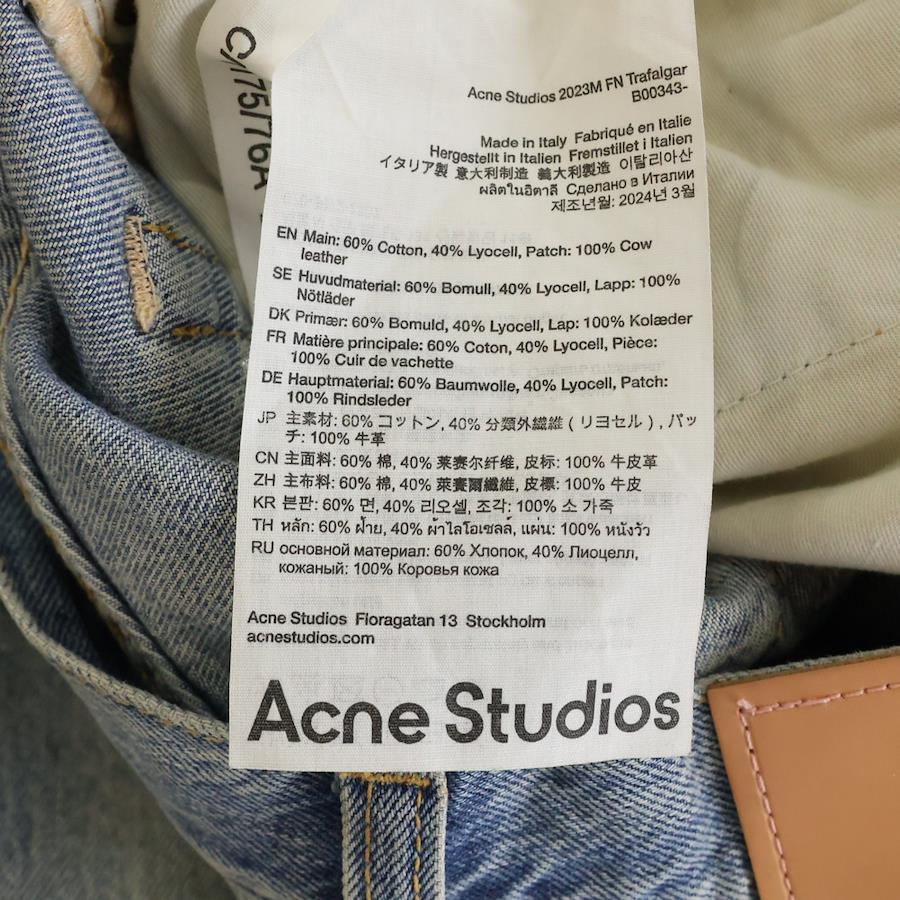 C/175/76A
Acne Studios 2023M FN Trafalgar
B00343-
Made in Italy Fabriqué en Italie
Hergestellt in Italien Fremstillet i Italien
イタリア製 意大利制造 義大利製造 이탈리아산
ผลิตในอิตาลี Сделано в Италии
제조년월: 2024년 3월
EN Main: 60% Cotton, 40% Lyocell, Patch: 100% Cow
leather
SE Huvudmaterial: 60% Bomull, 40% Lyocell, Lapp: 100%
Nötläder
DK Primær: 60% Bomuld, 40% Lyocell, Lap: 100% Kolæder
FR Matière principale: 60% Coton, 40% Lyocell, Pièce:
100% Cuir de vachette
DE Hauptmaterial: 60% Baumwolle, 40% Lyocell, Patch:
100% Rindsleder
JP 主素材: 60% コットン, 40% 分類外繊維 ( リヨセル ) , パッ
チ: 100% 牛革
CN 主面料: 60% 棉, 40% 莱赛尔纤维, 皮标: 100% 牛皮革
ZH 主布料: 60% 棉, 40% 萊賽爾纖維, 皮標: 100% 牛皮
KR 본판: 60% 면, 40% 리오셀, 조각: 100% 소 가죽
TH หลัก: 60% ฝ้าย, 40% ผ้าไลโอเซลล์, แผ่น: 100% หนังวัว
RU основной материал: 60% Хлопок, 40% Лиоцелл,
кожаный: 100% Коровья кожа
Acne Studios Floragatan 13 Stockholm
acnestudios.com
Acne Studios